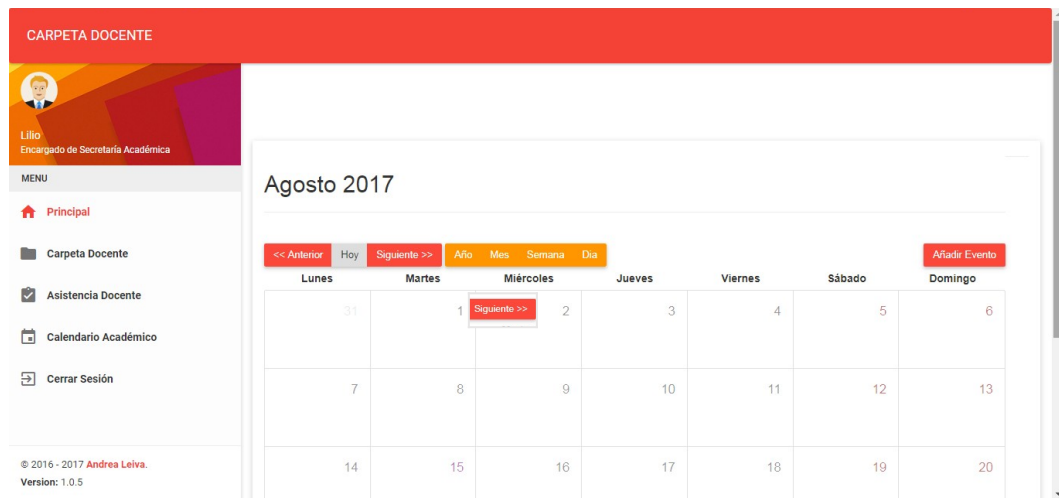 CARPETA DOCENTE
Lilio
Encargado de Secretaría Académica
MENU
Principal
Carpeta Docente
Asistencia Docente
Calendario Académico
Cerrar Sesión
© 2016 - 2017 Andrea Leiva.
Version: 1.0.5
Agosto 2017
<< Anterior Hoy Siguiente >> Año Mes Semana Dia Añadir Evento
Lunes Martes Miércoles Jueves Viernes Sábado Domingo
31 1 Siguiente >> 2 3 4 5 6
7 8 9 10 11 12 13
14 15 16 17 18 19 20